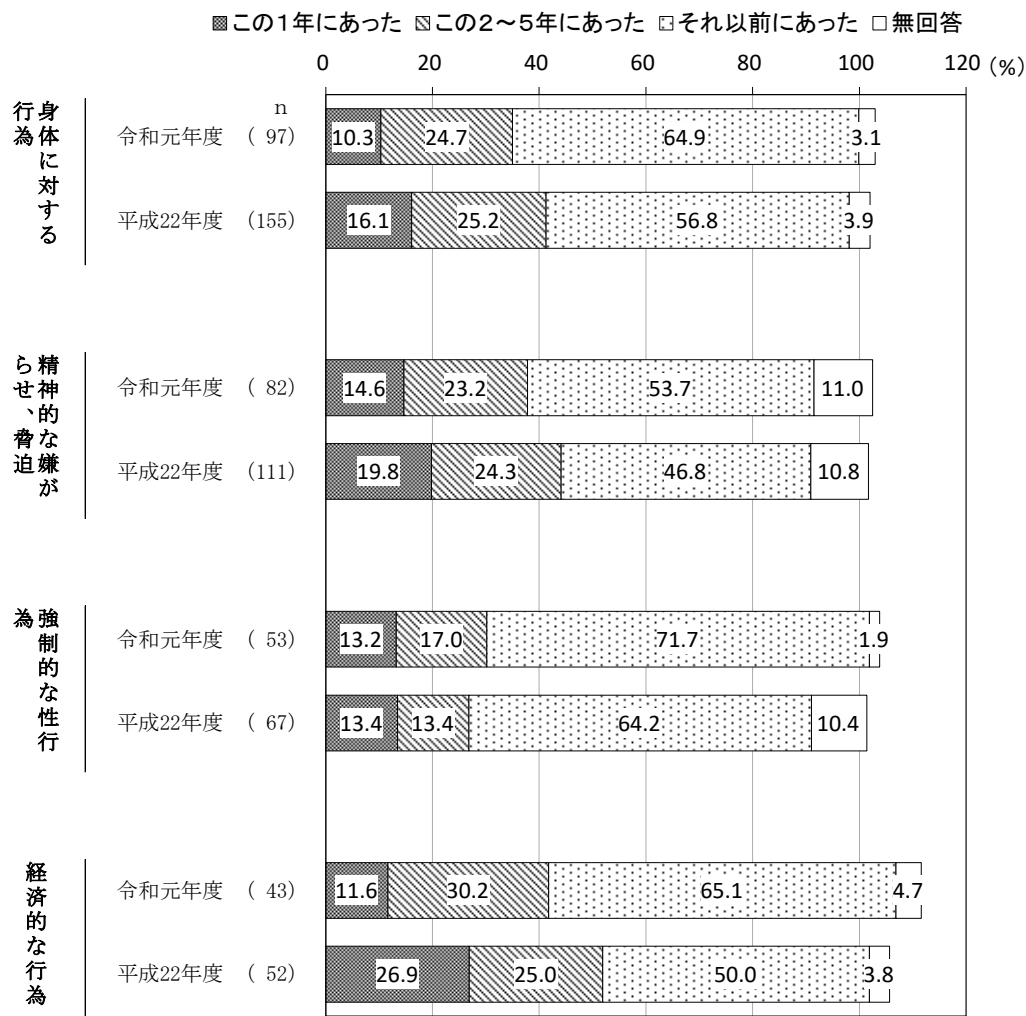 この１年にあった この２～５年にあった それ以前にあった 無回答
0 20 40 60 80 100 120 (%)
n
身体に対する
行為
令和元年度 ( 97) 10.3 24.7 64.9 3.1
平成22年度 (155) 16.1 25.2 56.8 3.9
精神的な嫌が
らせ、脅迫
令和元年度 ( 82) 14.6 23.2 53.7 11.0
平成22年度 (111) 19.8 24.3 46.8 10.8
強制的な性行
為
令和元年度 ( 53) 13.2 17.0 71.7 1.9
平成22年度 ( 67) 13.4 13.4 64.2 10.4
経済的な行為
令和元年度 ( 43) 11.6 30.2 65.1 4.7
平成22年度 ( 52) 26.9 25.0 50.0 3.8